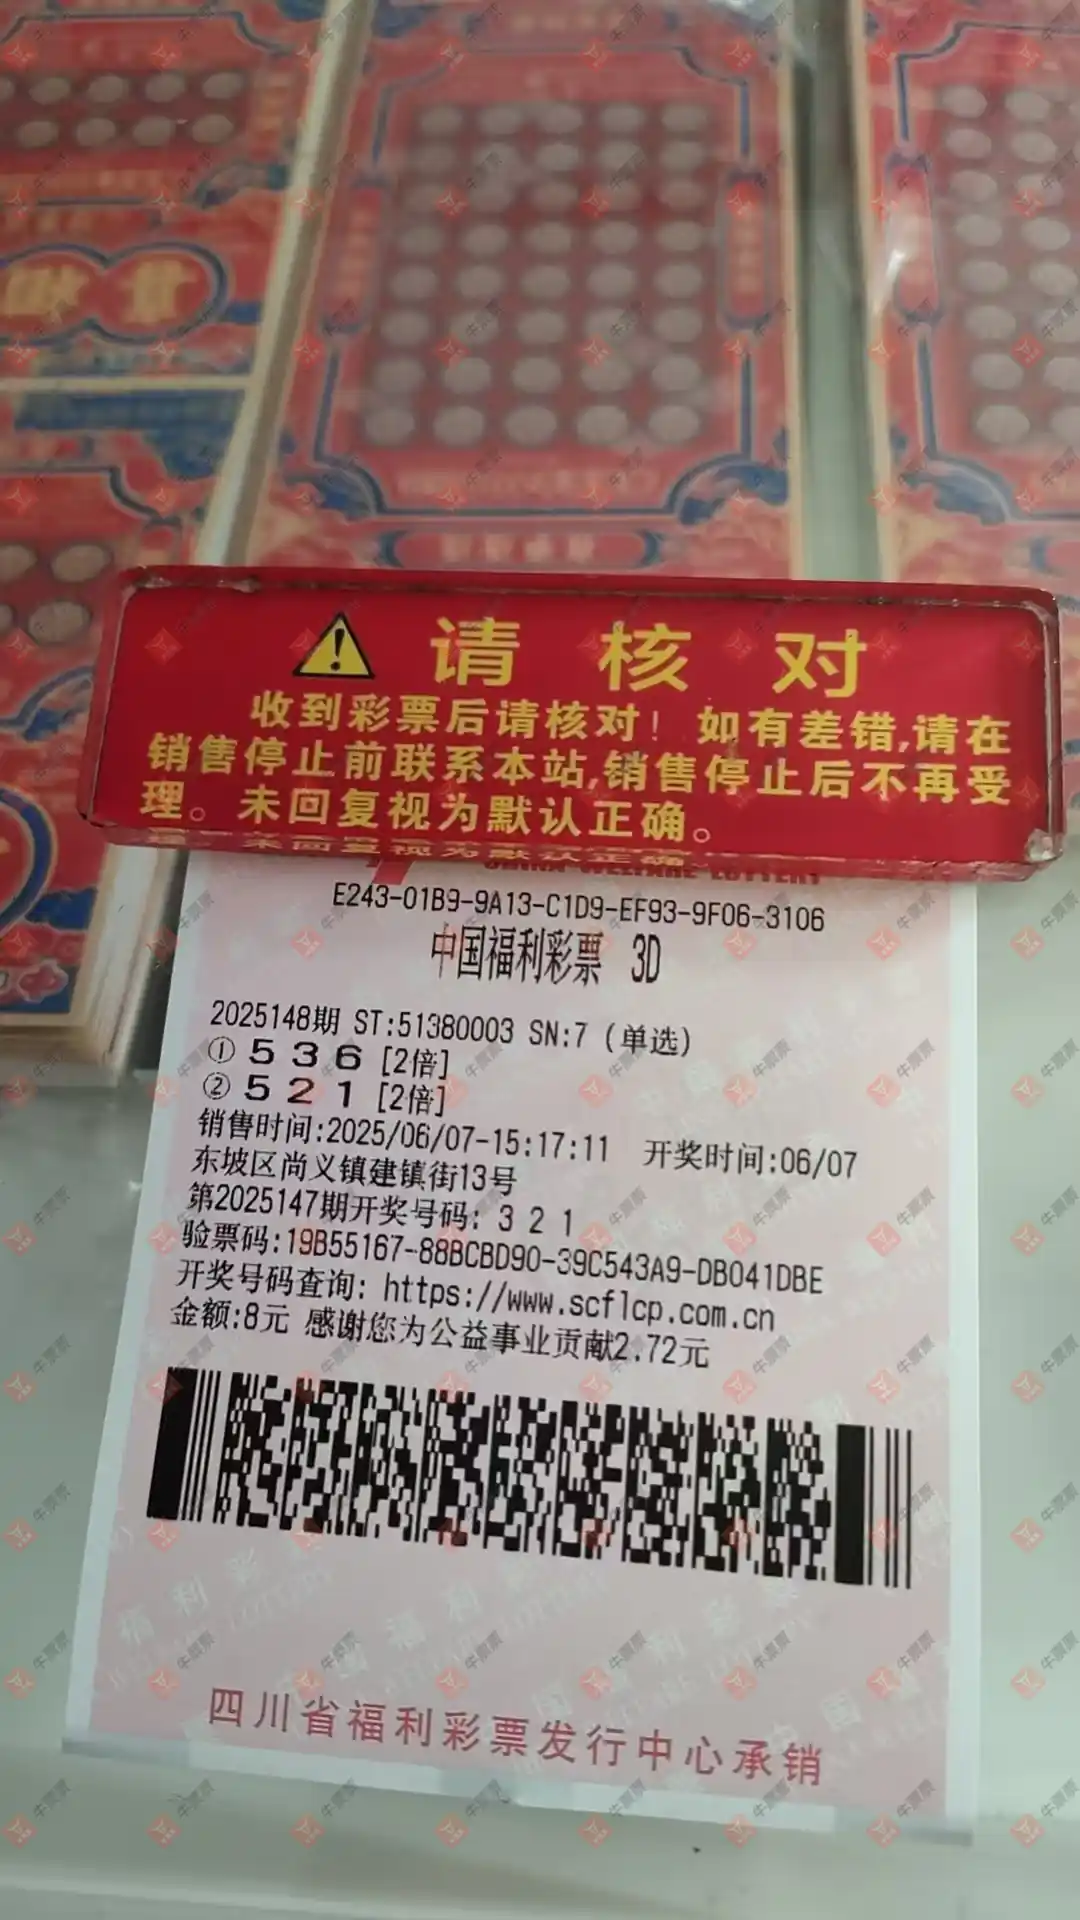 请 核 对
收到彩票后请核对！如有差错,请在
销售停止前联系本站,销售停止后不再受
理。未回复视为默认正确。
CHINA WELFARE LOTTERY
E243-01B9-9A13-C1D9-EF93-9F06-3106
中国福利彩票 3D
2025148期 ST:51380003 SN:7 (单选)
① 5 3 6 [2倍]
② 5 2 1 [2倍]
销售时间:2025/06/07-15:17:11 开奖时间:06/07
东坡区尚义镇建镇街13号
第2025147期开奖号码: 3 2 1
验票码:19B55167-88BCBD90-39C543A9-DB041DBE
开奖号码查询: https://www.scflcp.com.cn
金额:8元 感谢您为公益事业贡献2.72元
四川省福利彩票发行中心承销
牛票票